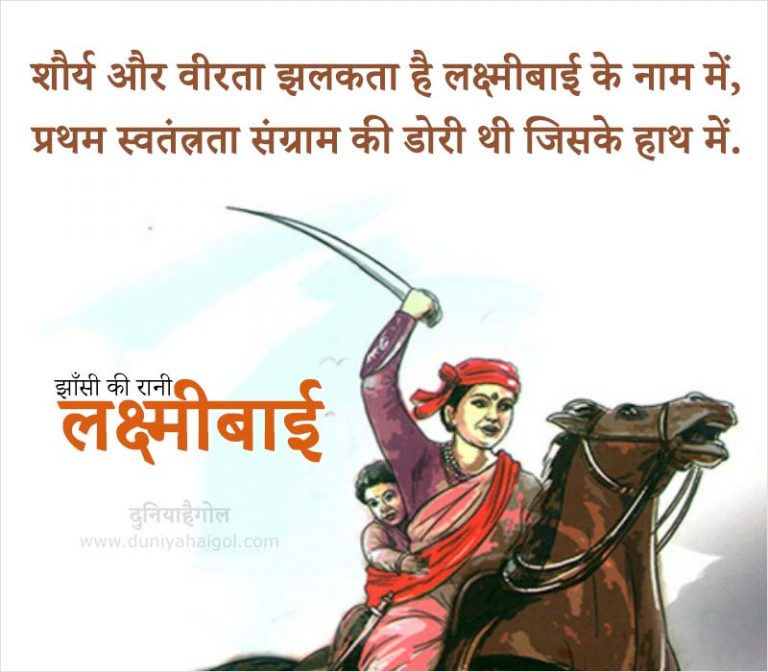 शौर्य और वीरता झलकता है लक्ष्मीबाई के नाम में,
प्रथम स्वतंत्रता संग्राम की डोरी थी जिसके हाथ में.
झाँसी की रानी
लक्ष्मीबाई
दुनियाहैगोल
www.duniyahaigol.com